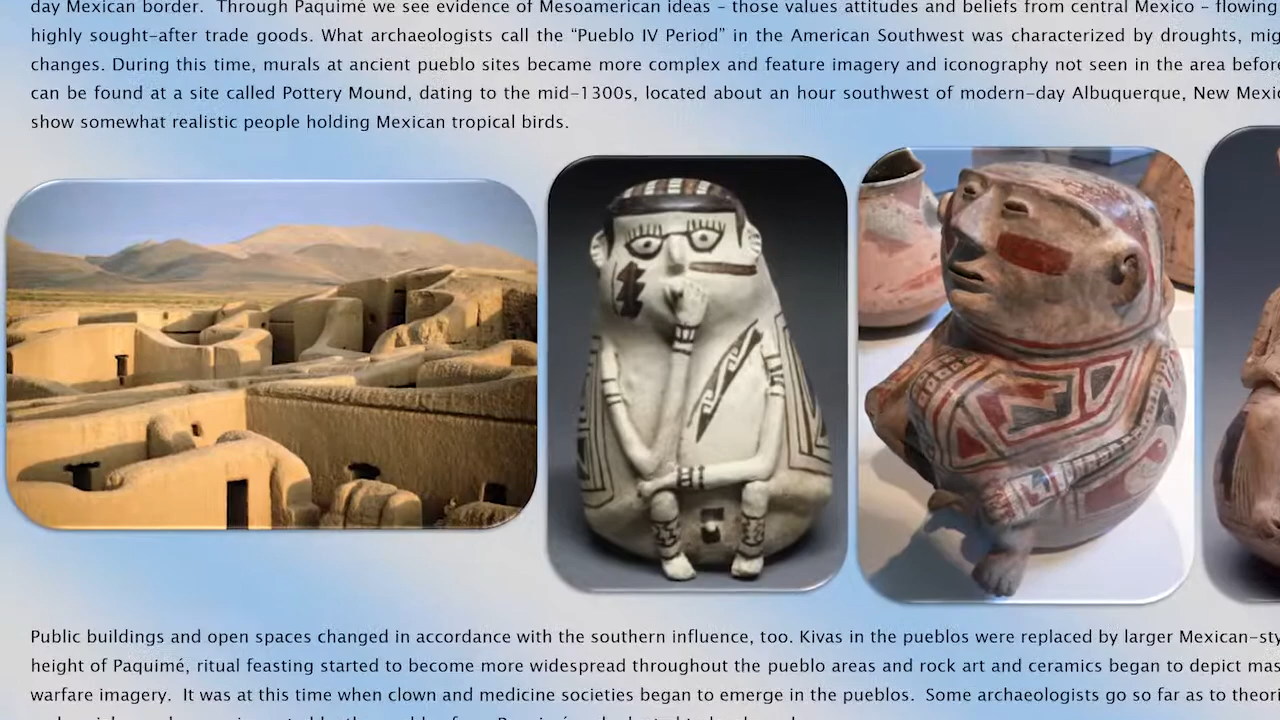 day Mexican border.  Through Paquimé we see evidence of Mesoamerican ideas – those values attitudes and beliefs from central Mexico – flowing
highly sought-after trade goods. What archaeologists call the “Pueblo IV Period” in the American Southwest was characterized by droughts,
changes. During this time, murals at ancient pueblo sites became more complex and feature imagery and iconography not seen in the area before
can be found at a site called Pottery Mound, dating to the mid-1300s, located about an hour southwest of modern-day Albuquerque, New
show somewhat realistic people holding Mexican tropical birds.
Public buildings and open spaces changed in accordance with the southern influence, too. Kivas in the pueblos were replaced by larger
height of Paquimé, ritual feasting started to become more widespread throughout the pueblo areas and rock art and ceramics began to depict
warfare imagery.  It was at this time when clown and medicine societies began to emerge in the pueblos.  Some archaeologists go so far as to